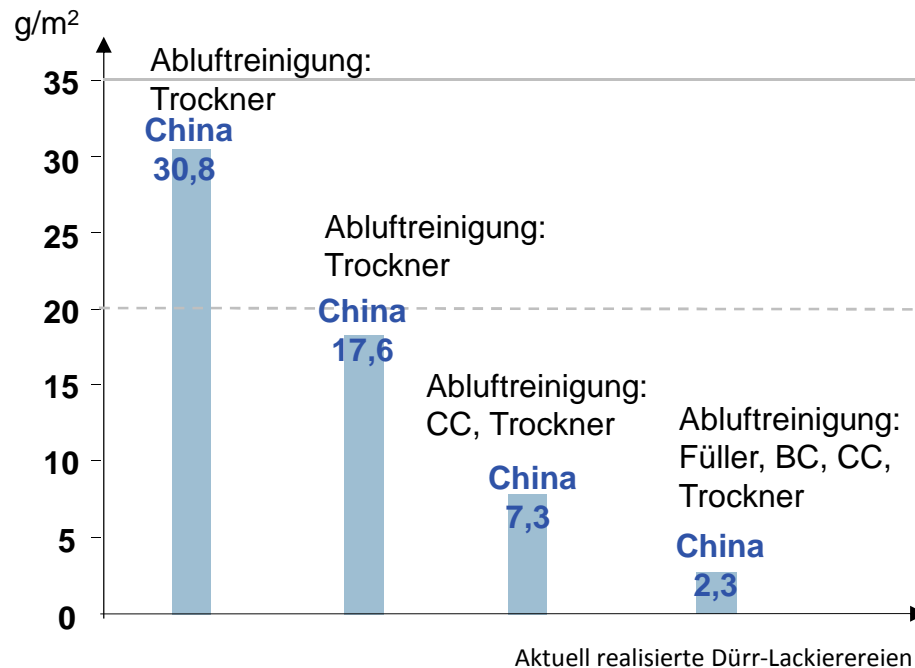 g/m²
35
30
25
20
15
10
5
0
Abluftreinigung:
Trockner
China
30,8
Abluftreinigung:
Trockner
China
17,6
Abluftreinigung:
CC, Trockner
China
7,3
Abluftreinigung:
Füller, BC, CC,
Trockner
China
2,3
Aktuell realisierte Dürr-Lackierereien